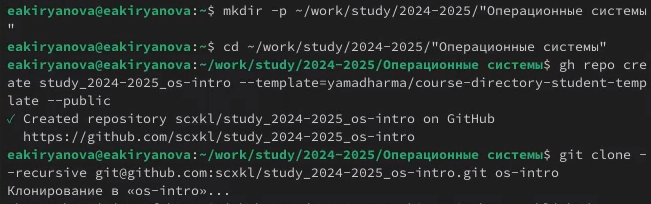 eakiryanova@eakiryanova:~$ mkdir -p ~/work/study/2024-2025/"Операционные системы
"
eakiryanova@eakiryanova:~$ cd ~/work/study/2024-2025/"Операционные системы"
eakiryanova@eakiryanova:~/work/study/2024-2025/Операционные системы$ gh repo cre
ate study_2024-2025_os-intro --template=yamadharma/course-directory-student-temp
late --public
✓ Created repository scxkl/study_2024-2025_os-intro on GitHub
  https://github.com/scxkl/study_2024-2025_os-intro
eakiryanova@eakiryanova:~/work/study/2024-2025/Операционные системы$ git clone -
-recursive git@github.com:scxkl/study_2024-2025_os-intro.git os-intro
Клонирование в «os-intro»...